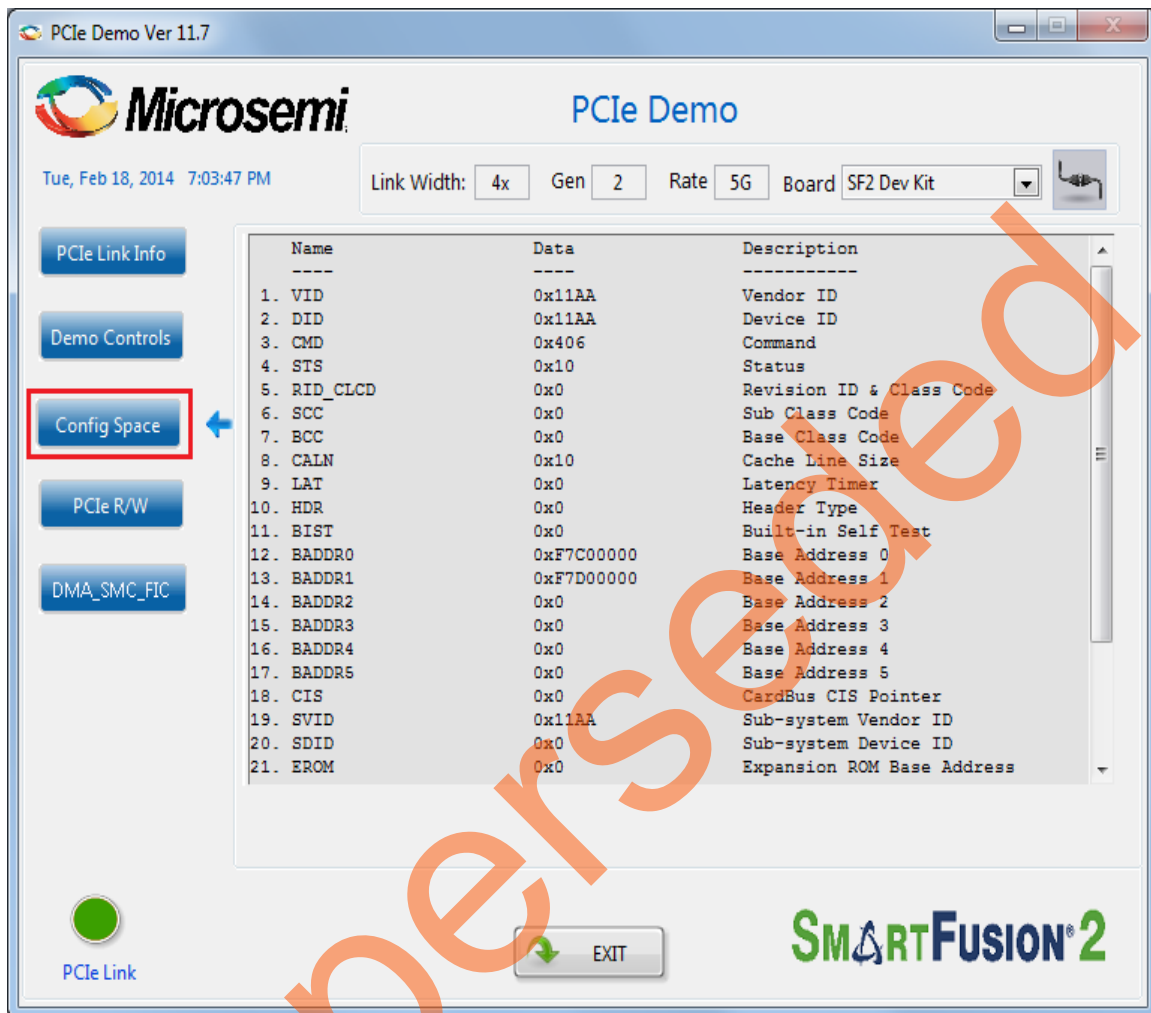 PCIe Demo Ver 11.7
Microsemi
PCIe Demo
Tue, Feb 18, 2014 7:03:47 PM
Link Width: 4x Gen 2 Rate 5G Board SF2 Dev Kit
PCIe Link Info
Demo Controls
Config Space
PCIe R/W
DMA_SMC_FIC
Name Data Description
---- ---- -----------
1. VID 0x11AA Vendor ID
2. DID 0x11AA Device ID
3. CMD 0x406 Command
4. STS 0x10 Status
5. RID_CLCD 0x0 Revision ID & Class Code
6. SCC 0x0 Sub Class Code
7. BCC 0x0 Base Class Code
8. CALN 0x10 Cache Line Size
9. LAT 0x0 Latency Timer
10. HDR 0x0 Header Type
11. BIST 0x0 Built-in Self Test
12. BADDR0 0xF7C00000 Base Address 0
13. BADDR1 0xF7D00000 Base Address 1
14. BADDR2 0x0 Base Address 2
15. BADDR3 0x0 Base Address 3
16. BADDR4 0x0 Base Address 4
17. BADDR5 0x0 Base Address 5
18. CIS 0x0 CardBus CIS Pointer
19. SVID 0x11AA Sub-system Vendor ID
20. SDID 0x0 Sub-system Device ID
21. EROM 0x0 Expansion ROM Base Address
PCIe Link
EXIT
SMARTFUSION®2
perseded